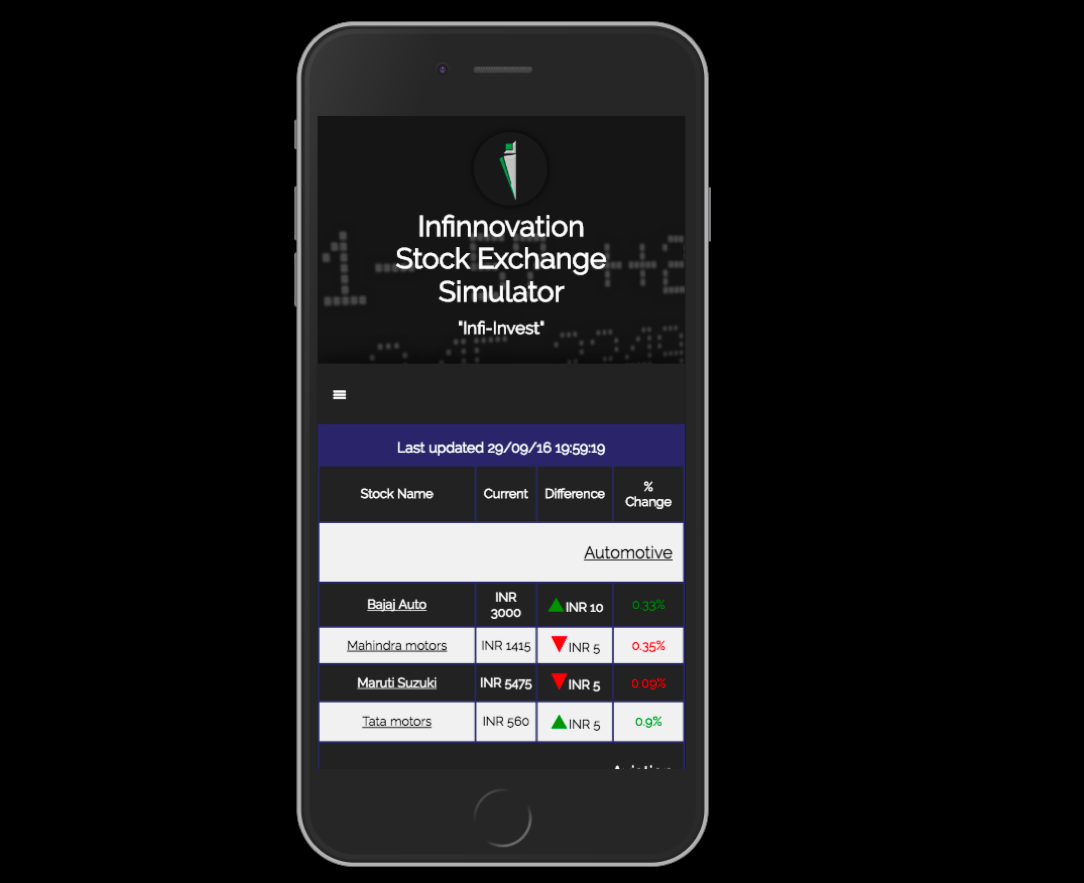 Infinnovation
Stock Exchange
Simulator
"Infi-Invest"
Last updated 29/09/16 19:59:19
Stock Name Current Difference % Change
Automotive
Bajaj Auto INR 3000 INR 10 0.33%
Mahindra motors INR 1415 INR 5 0.35%
Maruti Suzuki INR 5475 INR 5 0.09%
Tata motors INR 560 INR 5 0.9%